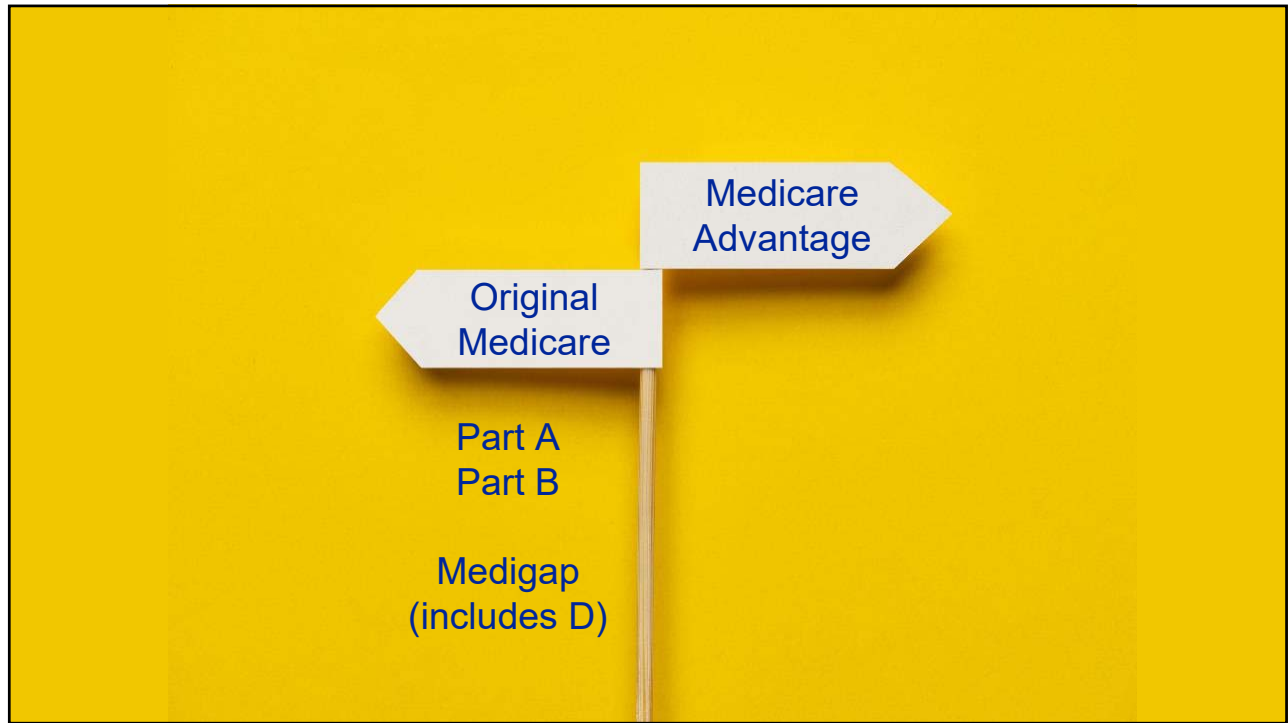 Medicare
Advantage
Original
Medicare
Part A
Part B
Medigap
(includes D)